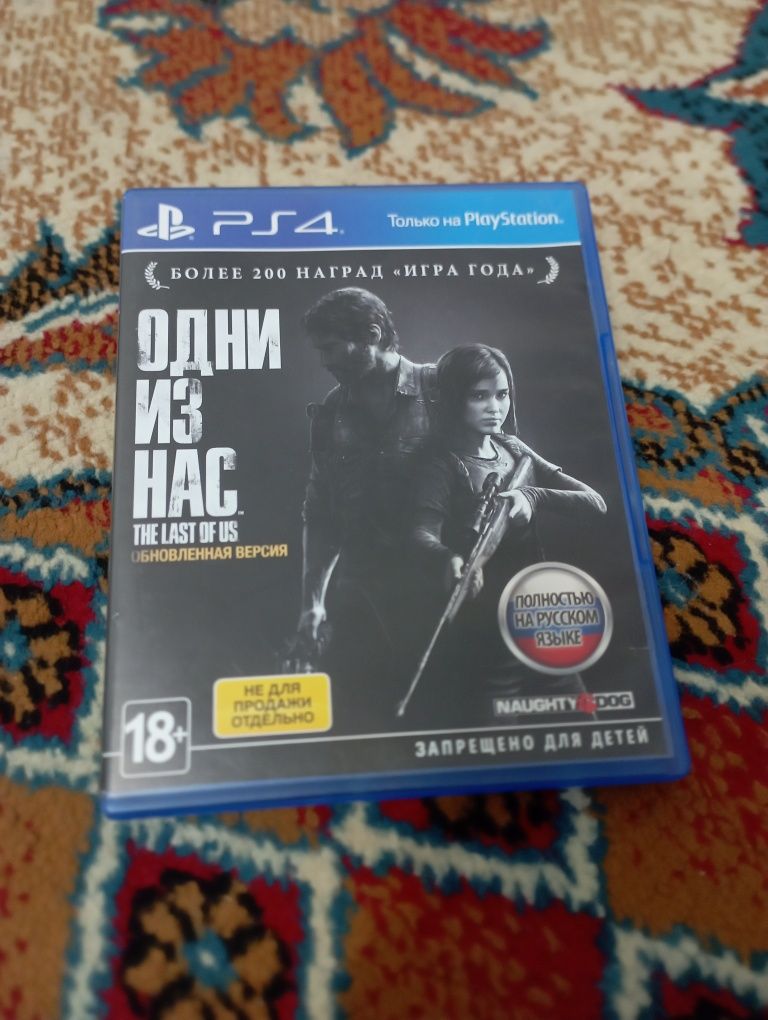 PS4
Только на PlayStation
БОЛЕЕ 200 НАГРАД «ИГРА ГОДА»
ОДНИ
ИЗ
НАС
THE LAST OF US
ОБНОВЛЕННАЯ ВЕРСИЯ
ПОЛНОСТЬЮ
НА РУССКОМ
ЯЗЫКЕ
НЕ ДЛЯ
ПРОДАЖИ
ОТДЕЛЬНО
NAUGHTY DOG
18+
ЗАПРЕЩЕНО ДЛЯ ДЕТЕЙ